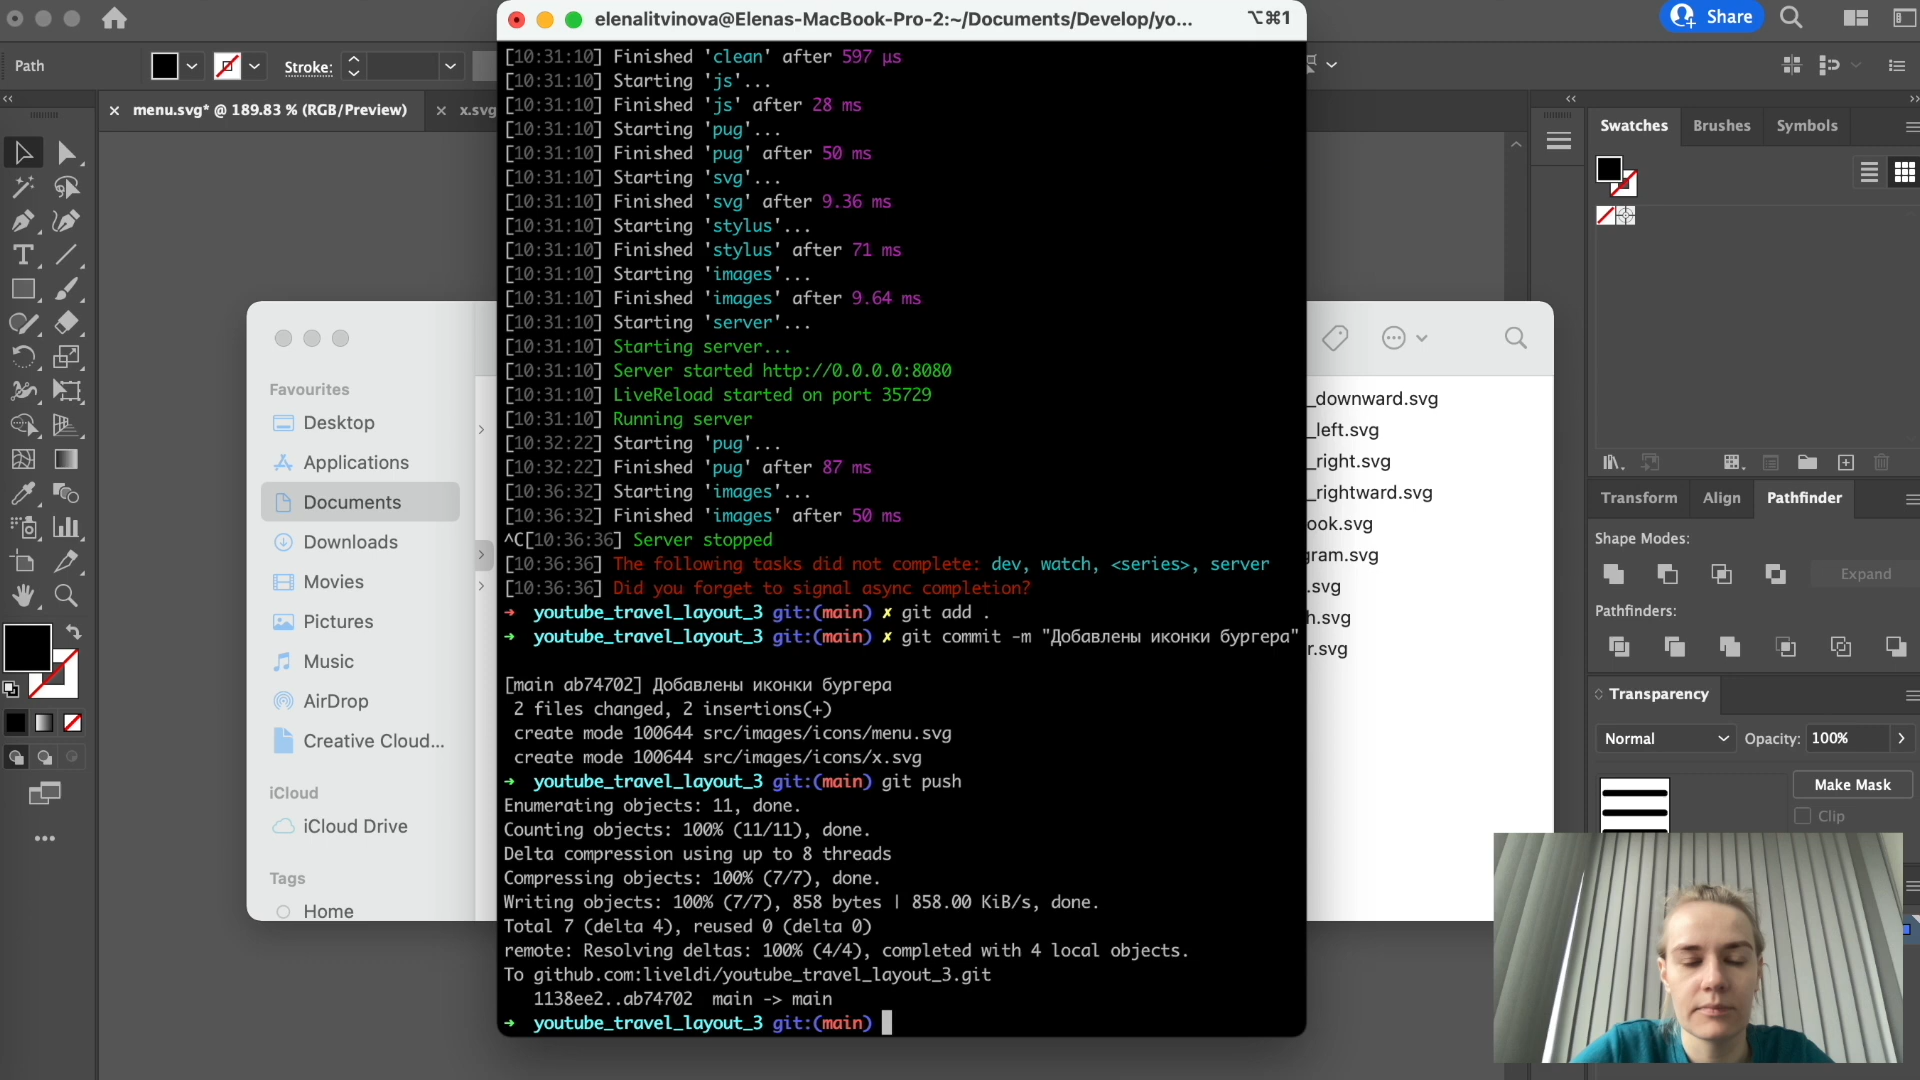 elenalitvinova@Elenas-MacBook-Pro-2:~/Documents/Develop/yo... ⌥⌘1
Share
Path
Stroke:
menu.svg* @ 189.83 % (RGB/Preview)
x.svg
[10:31:10] Finished 'clean' after 597 μs
[10:31:10] Starting 'js'...
[10:31:10] Finished 'js' after 28 ms
[10:31:10] Starting 'pug'...
[10:31:10] Finished 'pug' after 50 ms
[10:31:10] Starting 'svg'...
[10:31:10] Finished 'svg' after 9.36 ms
[10:31:10] Starting 'stylus'...
[10:31:10] Finished 'stylus' after 71 ms
[10:31:10] Starting 'images'...
[10:31:10] Finished 'images' after 9.64 ms
[10:31:10] Starting 'server'...
[10:31:10] Starting server...
[10:31:10] Server started http://0.0.0.0:8080
[10:31:10] LiveReload started on port 35729
[10:31:10] Running server
[10:32:22] Starting 'pug'...
[10:32:22] Finished 'pug' after 87 ms
[10:36:32] Starting 'images'...
[10:36:32] Finished 'images' after 50 ms
^C[10:36:36] Server stopped
[10:36:36] The following tasks did not complete: dev, watch, <series>, server
[10:36:36] Did you forget to signal async completion?
➜ youtube_travel_layout_3 git:(main) ✗ git add .
➜ youtube_travel_layout_3 git:(main) ✗ git commit -m "Добавлены иконки бургера"
[main ab74702] Добавлены иконки бургера
2 files changed, 2 insertions(+)
create mode 100644 src/images/icons/menu.svg
create mode 100644 src/images/icons/x.svg
➜ youtube_travel_layout_3 git:(main) git push
Enumerating objects: 11, done.
Counting objects: 100% (11/11), done.
Delta compression using up to 8 threads
Compressing objects: 100% (7/7), done.
Writing objects: 100% (7/7), 858 bytes | 858.00 KiB/s, done.
Total 7 (delta 4), reused 0 (delta 0)
remote: Resolving deltas: 100% (4/4), completed with 4 local objects.
To github.com:liveldi/youtube_travel_layout_3.git
1138ee2..ab74702 main -> main
➜ youtube_travel_layout_3 git:(main)
Favourites
Desktop
Applications
Documents
Downloads
Movies
Pictures
Music
AirDrop
Creative Cloud...
iCloud
iCloud Drive
Tags
Home
_downward.svg
_left.svg
_right.svg
_rightward.svg
ook.svg
gram.svg
.svg
h.svg
r.svg
Swatches Brushes Symbols
Transform Align Pathfinder
Shape Modes:
Expand
Pathfinders:
Transparency
Normal Opacity: 100%
Make Mask
Clip